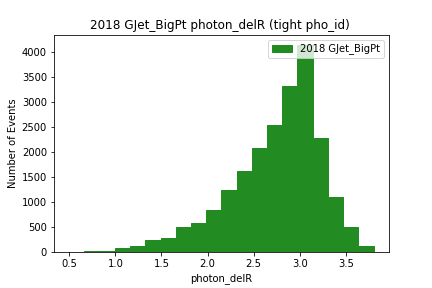 2018 GJet_BigPt photon_delR (tight pho_id)
2018 GJet_BigPt
4000
3500
3000
2500
2000
1500
1000
500
0
Number of Events
0.5 1.0 1.5 2.0 2.5 3.0 3.5
photon_delR